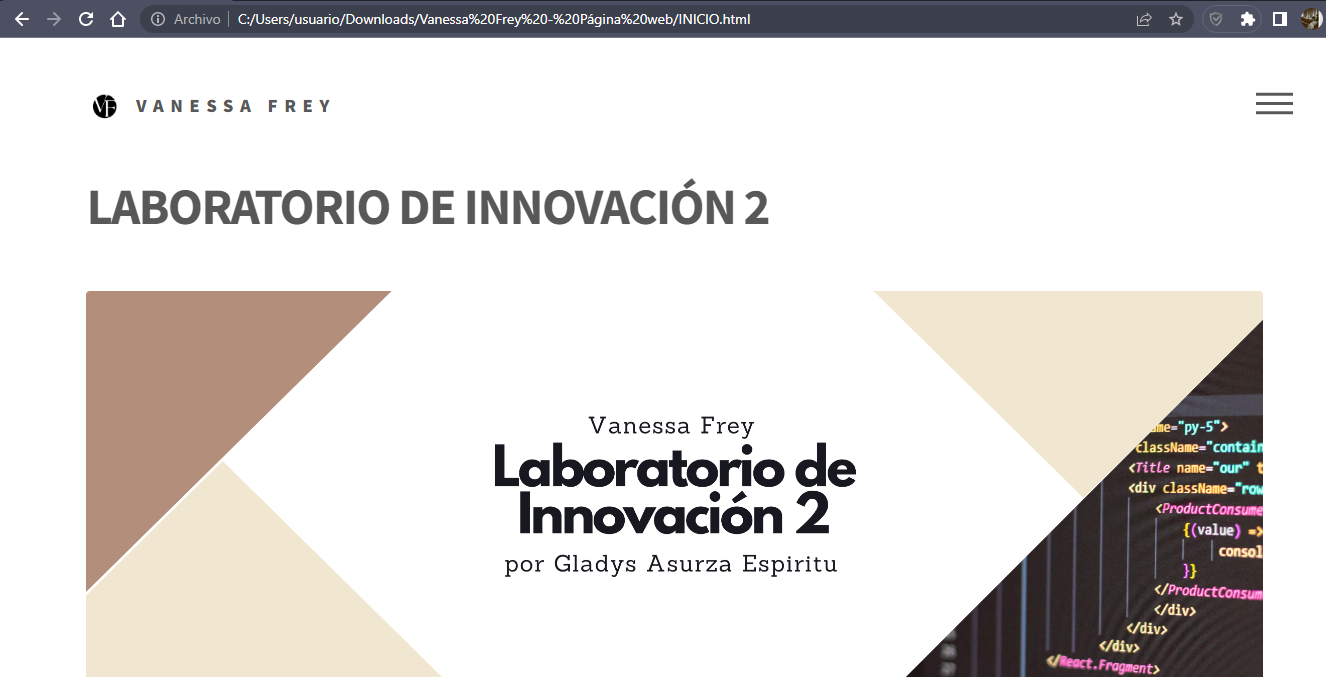 Archivo C:/Users/usuario/Downloads/Vanessa%20Frey%20-%20Página%20web/INICIO.html
VF VANESSA FREY
LABORATORIO DE INNOVACIÓN 2
Vanessa Frey
Laboratorio de
Innovación 2
por Gladys Asurza Espiritu
me="py-5">
className="contain
<Title name="our" t
<div className="row
<ProductConsume
{(value) =>
consol
}}
</ProductConsum
</div>
</div>
</div>
</React.Fragment>